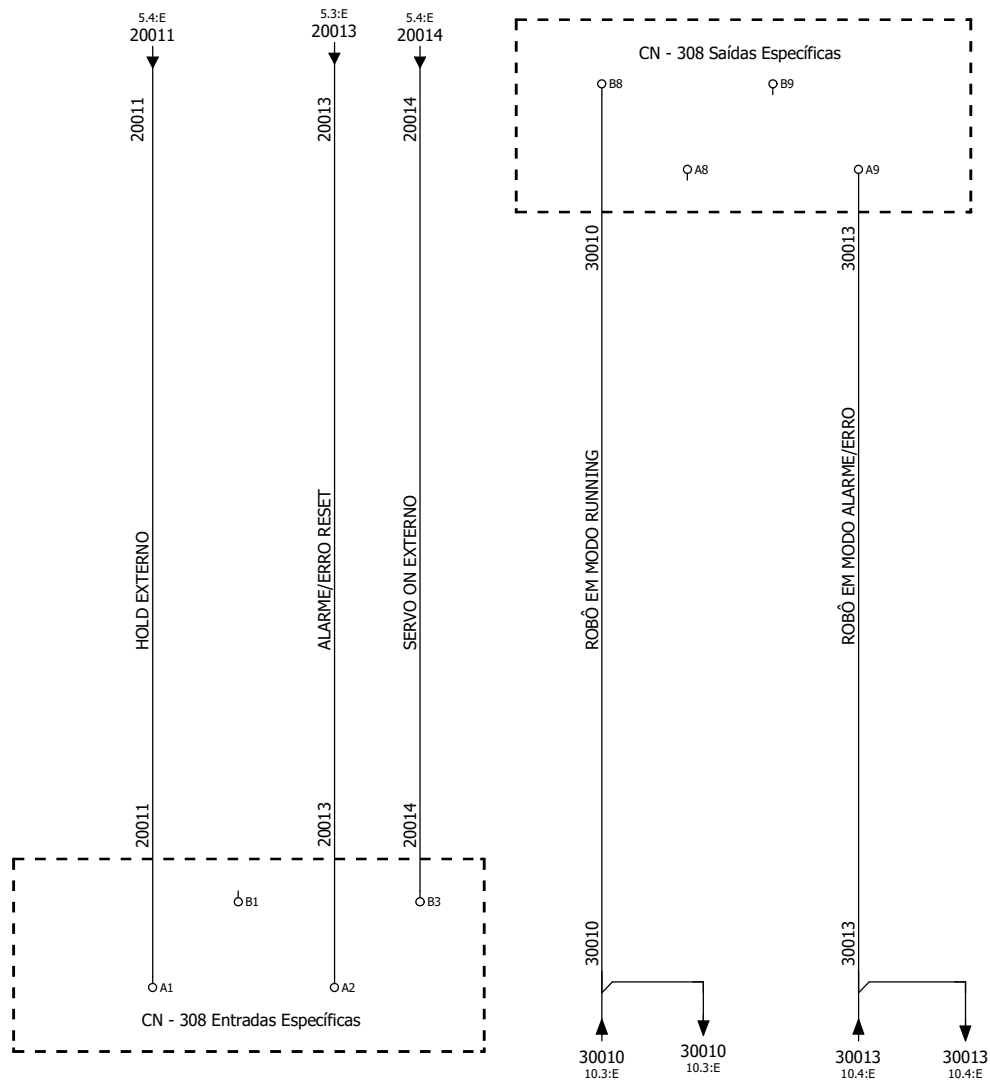 5.4:E
20011
5.3:E
20013
5.4:E
20014
20011
20013
20014
HOLD EXTERNO
ALARME/ERRO RESET
SERVO ON EXTERNO
20011
20013
20014
B1
B3
A1
A2
CN - 308 Entradas Específicas
CN - 308 Saídas Específicas
B8
B9
A8
A9
30010
30013
ROBÔ EM MODO RUNNING
ROBÔ EM MODO ALARME/ERRO
30010
30013
30010
10.3:E
30010
10.3:E
30013
10.4:E
30013
10.4:E